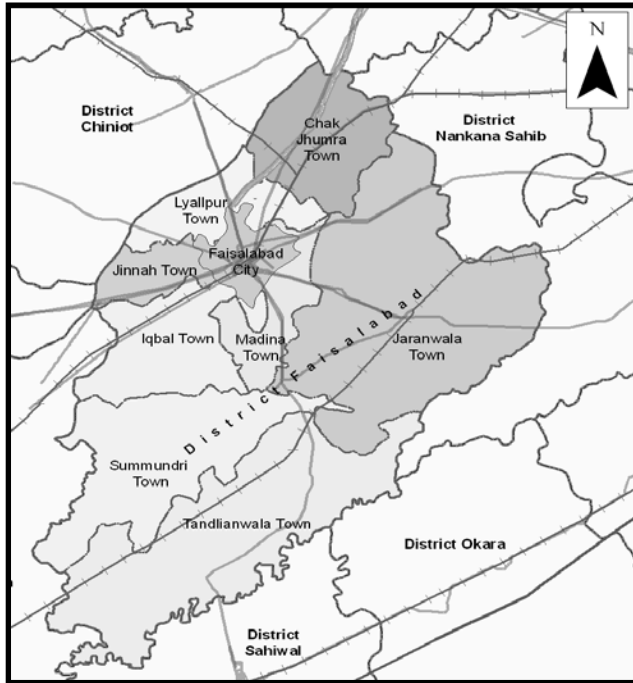 N
District
Chiniot
Chak
Jhumra
Town
District
Nankana Sahib
Lyallpur
Town
Faisalabad
City
Jinnah Town
Iqbal Town
Madina
Town
Jaranwala
Town
District Faisalabad
Summundri
Town
Tandlianwala Town
District Okara
District
Sahiwal